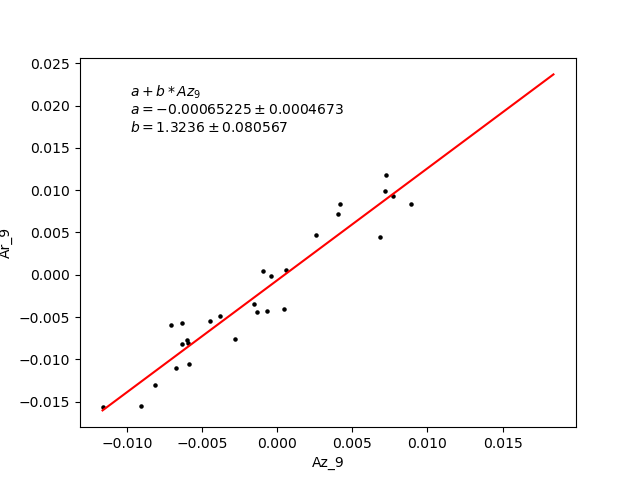 0.025
0.020
0.015
0.010
0.005
0.000
−0.005
−0.010
−0.015
Ar_9
a + b * Az₉
a = −0.00065225 ± 0.0004673
b = 1.3236 ± 0.080567
−0.010 −0.005 0.000 0.005 0.010 0.015
Az_9